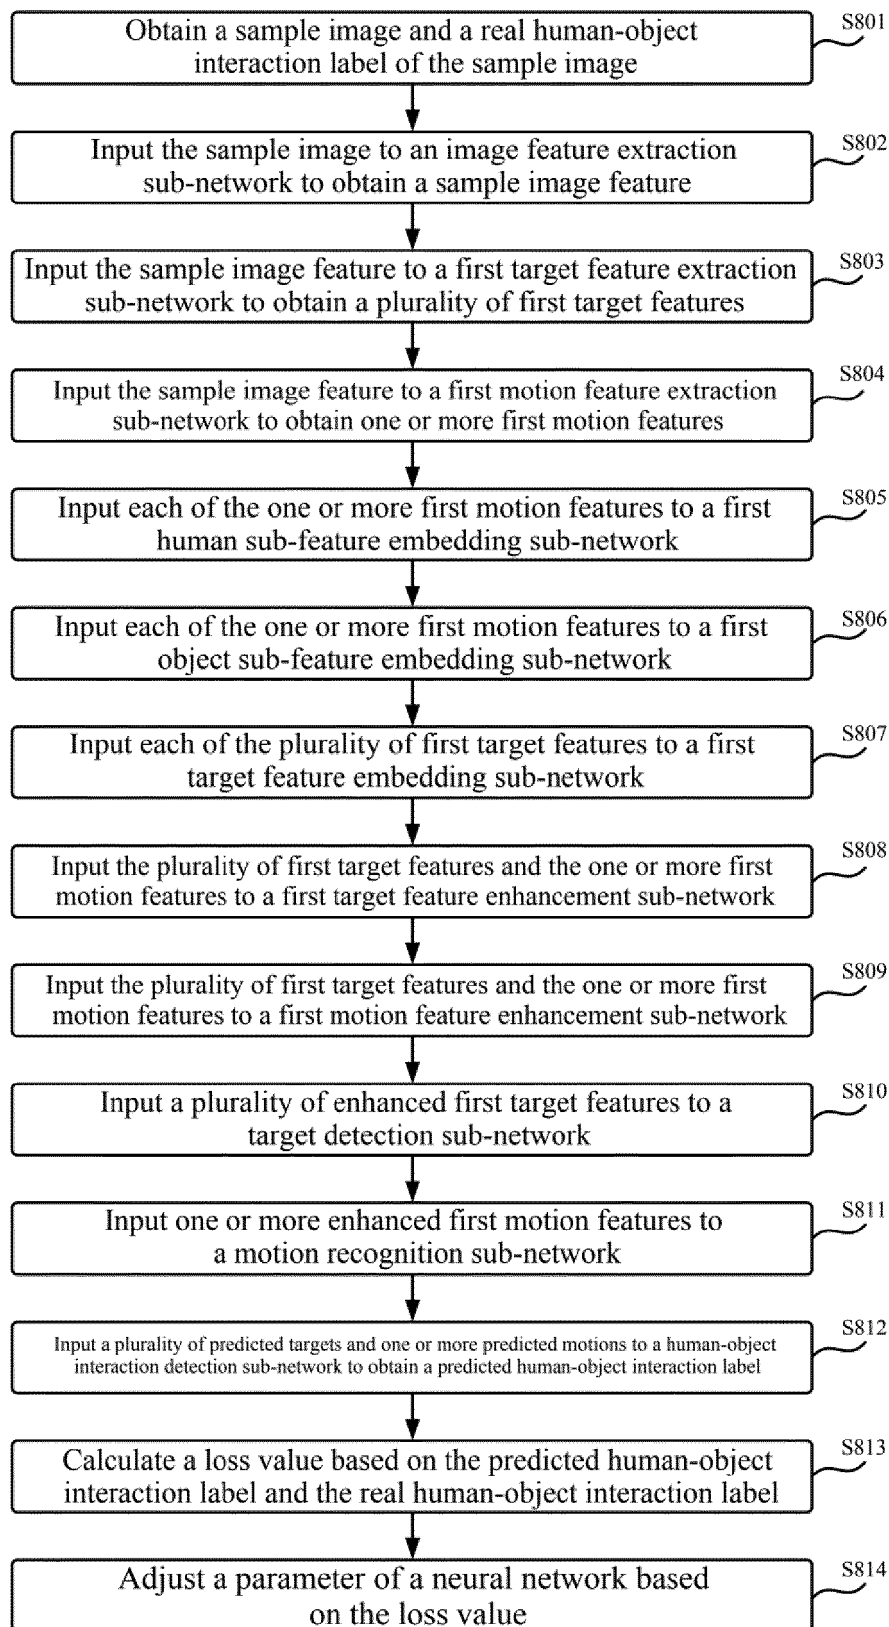 S801
Obtain a sample image and a real human-object
interaction label of the sample image
S802
Input the sample image to an image feature extraction
sub-network to obtain a sample image feature
S803
Input the sample image feature to a first target feature extraction
sub-network to obtain a plurality of first target features
S804
Input the sample image feature to a first motion feature extraction
sub-network to obtain one or more first motion features
S805
Input each of the one or more first motion features to a first
human sub-feature embedding sub-network
S806
Input each of the one or more first motion features to a first
object sub-feature embedding sub-network
S807
Input each of the plurality of first target features to a first
target feature embedding sub-network
S808
Input the plurality of first target features and the one or more first
motion features to a first target feature enhancement sub-network
S809
Input the plurality of first target features and the one or more first
motion features to a first motion feature enhancement sub-network
S810
Input a plurality of enhanced first target features to a
target detection sub-network
S811
Input one or more enhanced first motion features to
a motion recognition sub-network
S812
Input a plurality of predicted targets and one or more predicted motions to a human-object
interaction detection sub-network to obtain a predicted human-object interaction label
S813
Calculate a loss value based on the predicted human-object
interaction label and the real human-object interaction label
S814
Adjust a parameter of a neural network based
on the loss value